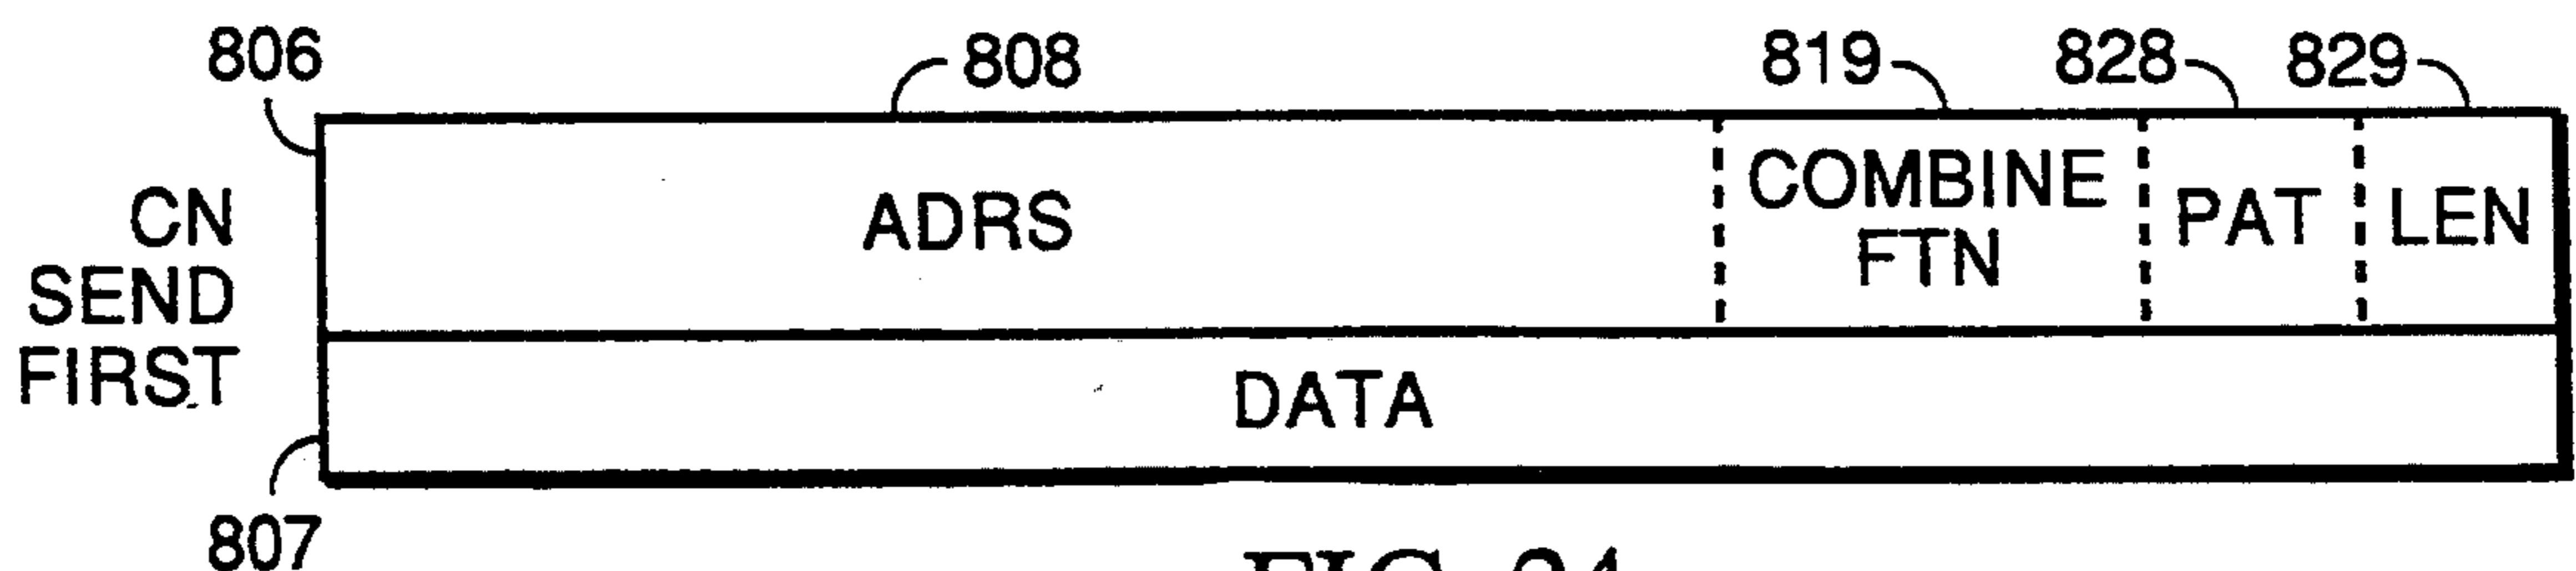 806
808
819
828
829
CN
SEND
FIRST
ADRS
COMBINE
FTN
PAT
LEN
DATA
807